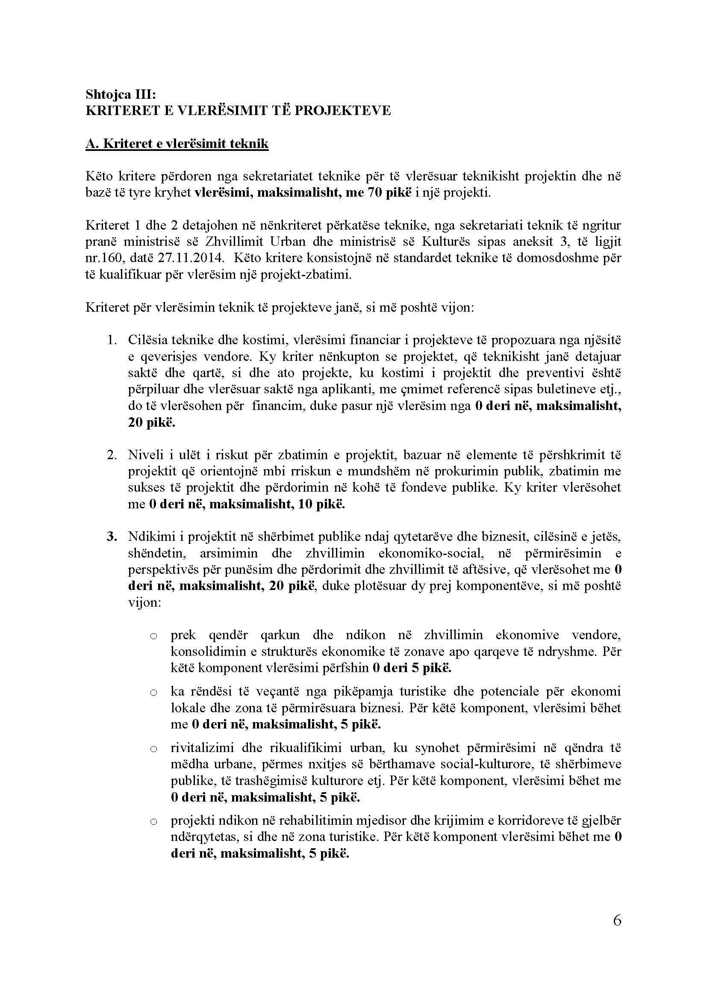 Shtojca III:
KRITERET E VLERËSIMIT TË PROJEKTEVE
A. Kriteret e vlerësimit teknik
Këto kritere përdoren nga sekretariatet teknike për të vlerësuar teknikisht projektin dhe në
bazë të tyre kryhet vlerësimi, maksimalisht, me 70 pikë i një projekti.
Kriteret 1 dhe 2 detajohen në nënkriteret përkatëse teknike, nga sekretariati teknik të ngritur
pranë ministrisë së Zhvillimit Urban dhe ministrisë së Kulturës sipas aneksit 3, të ligjit
nr.160, datë 27.11.2014.  Këto kritere konsistojnë në standardet teknike të domosdoshme për
të kualifikuar për vlerësim një projekt-zbatimi.
Kriteret për vlerësimin teknik të projekteve janë, si më poshtë vijon:
1. Cilësia teknike dhe kostimi, vlerësimi financiar i projekteve të propozuara nga njësitë
e qeverisjes vendore. Ky kriter nënkupton se projektet, që teknikisht janë detajuar
saktë dhe qartë, si dhe ato projekte, ku kostimi i projektit dhe preventivi është
përpiluar dhe vlerësuar saktë nga aplikanti, me çmimet referencë sipas buletineve etj.,
do të vlerësohen për  financim, duke pasur një vlerësim nga 0 deri në, maksimalisht,
20 pikë.
2. Niveli i ulët i riskut për zbatimin e projektit, bazuar në elemente të përshkrimit të
projektit që orientojnë mbi rriskun e mundshëm në prokurimin publik, zbatimin me
sukses të projektit dhe përdorimin në kohë të fondeve publike. Ky kriter vlerësohet
me 0 deri në, maksimalisht, 10 pikë.
3. Ndikimi i projektit në shërbimet publike ndaj qytetarëve dhe biznesit, cilësinë e jetës,
shëndetin, arsimimin dhe zhvillimin ekonomiko-social, në përmirësimin e
perspektivës për punësim dhe përdorimit dhe zhvillimit të aftësive, që vlerësohet me 0
deri në, maksimalisht, 20 pikë, duke plotësuar dy prej komponentëve, si më poshtë
vijon:
o prek qendër qarkun dhe ndikon në zhvillimin ekonomive vendore,
konsolidimin e strukturës ekonomike të zonave apo qarqeve të ndryshme. Për
këtë komponent vlerësimi përfshin 0 deri 5 pikë.
o ka rëndësi të veçantë nga pikëpamja turistike dhe potenciale për ekonomi
lokale dhe zona të përmirësuara biznesi. Për këtë komponent, vlerësimi bëhet
me 0 deri në, maksimalisht, 5 pikë.
o rivitalizimi dhe rikualifikimi urban, ku synohet përmirësimi në qëndra të
mëdha urbane, përmes nxitjes së bërthamave social-kulturore, të shërbimeve
publike, të trashëgimisë kulturore etj. Për këtë komponent, vlerësimi bëhet me
0 deri në, maksimalisht, 5 pikë.
o projekti ndikon në rehabilitimin mjedisor dhe krijimim e korridoreve të gjelbër
ndërqytetas, si dhe në zona turistike. Për këtë komponent vlerësimi bëhet me 0
deri në, maksimalisht, 5 pikë.
6